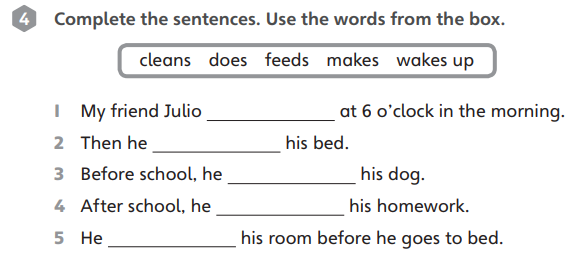 4 Complete the sentences. Use the words from the box.
cleans does feeds makes wakes up
1 My friend Julio ______________ at 6 o’clock in the morning.
2 Then he ______________ his bed.
3 Before school, he ______________ his dog.
4 After school, he ______________ his homework.
5 He ______________ his room before he goes to bed.